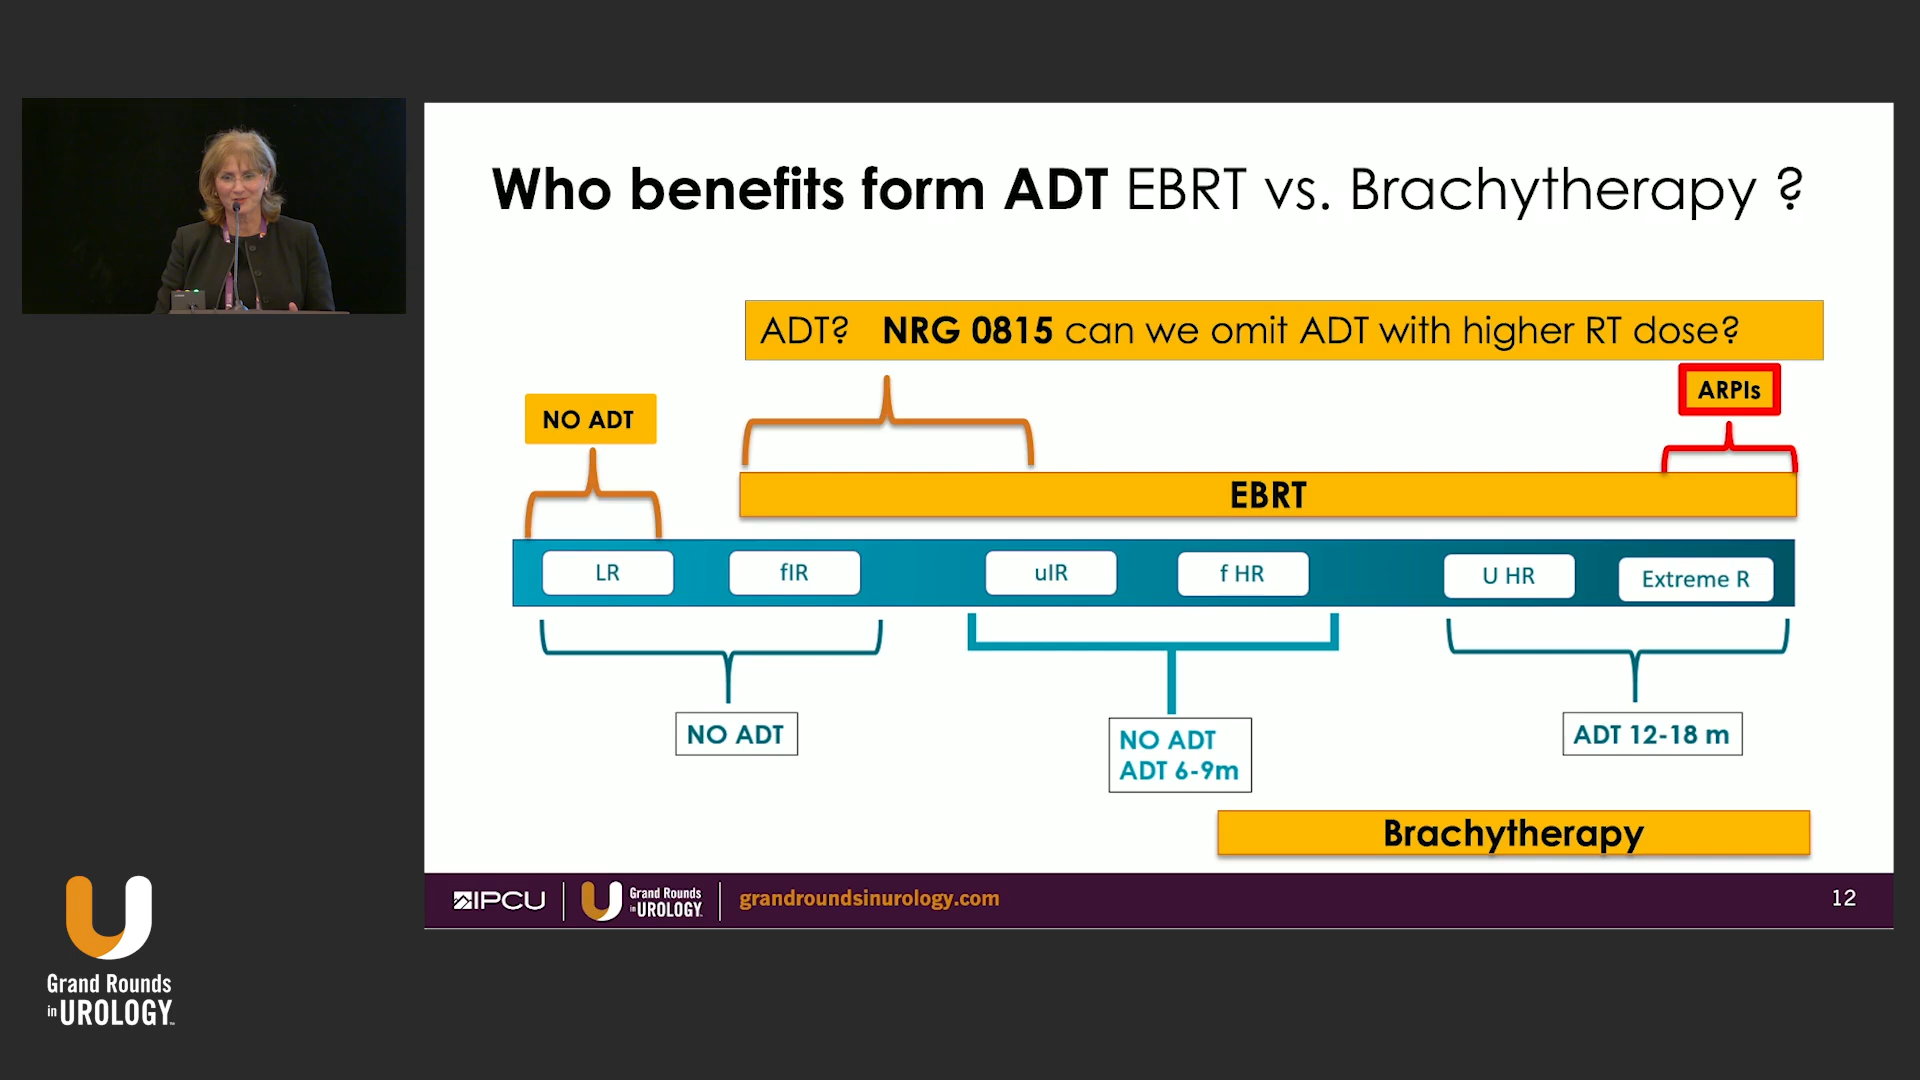 Who benefits form ADT EBRT vs. Brachytherapy ?
ADT? NRG 0815 can we omit ADT with higher RT dose?
ARPIs
NO ADT
EBRT
LR
fIR
uIR
f HR
U HR
Extreme R
NO ADT
NO ADT
ADT 6-9m
ADT 12-18 m
Brachytherapy
IPCU
Grand Rounds
in UROLOGY
grandroundsinurology.com
12
Grand Rounds
in UROLOGY